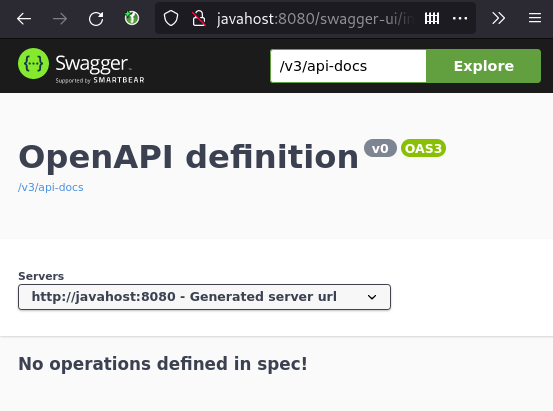 javahost:8080/swagger-ui/in
{···}
Swagger
Supported by SMARTBEAR
/v3/api-docs
Explore
OpenAPI definition v0 OAS3
/v3/api-docs
Servers
http://javahost:8080 - Generated server url
No operations defined in spec!